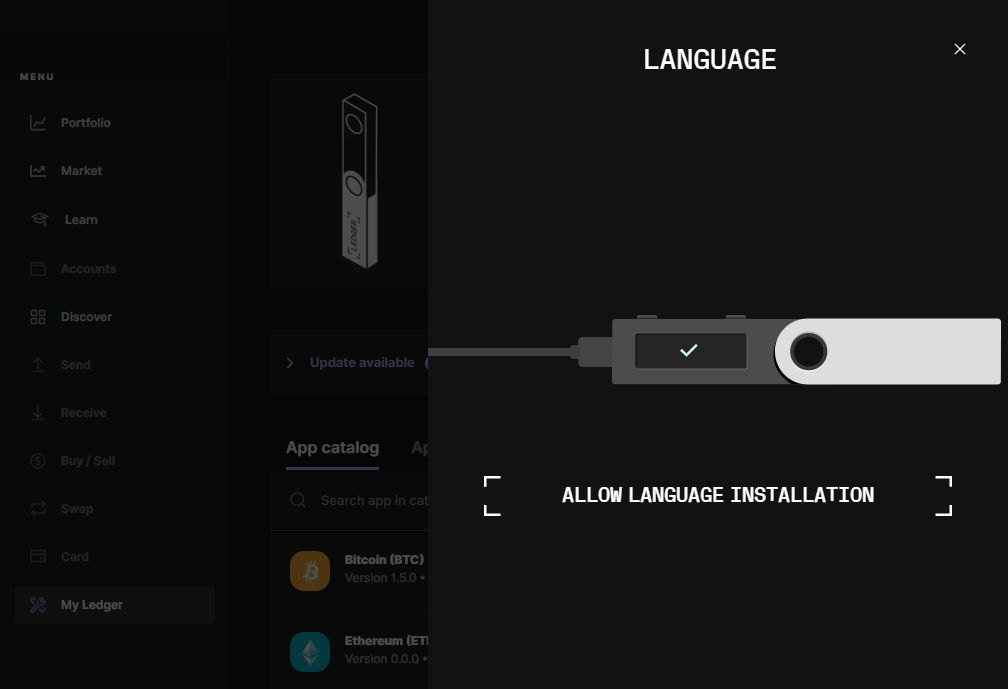 MENU
Portfolio
Market
Learn
Accounts
Discover
Send
Receive
Buy / Sell
Swap
Card
My Ledger
LEDGER
Update available
App catalog
Ap
Search app in cat
Bitcoin (BTC)
Version 1.5.0 •
Ethereum (ETH
Version 0.0.0 •
LANGUAGE
ALLOW LANGUAGE INSTALLATION